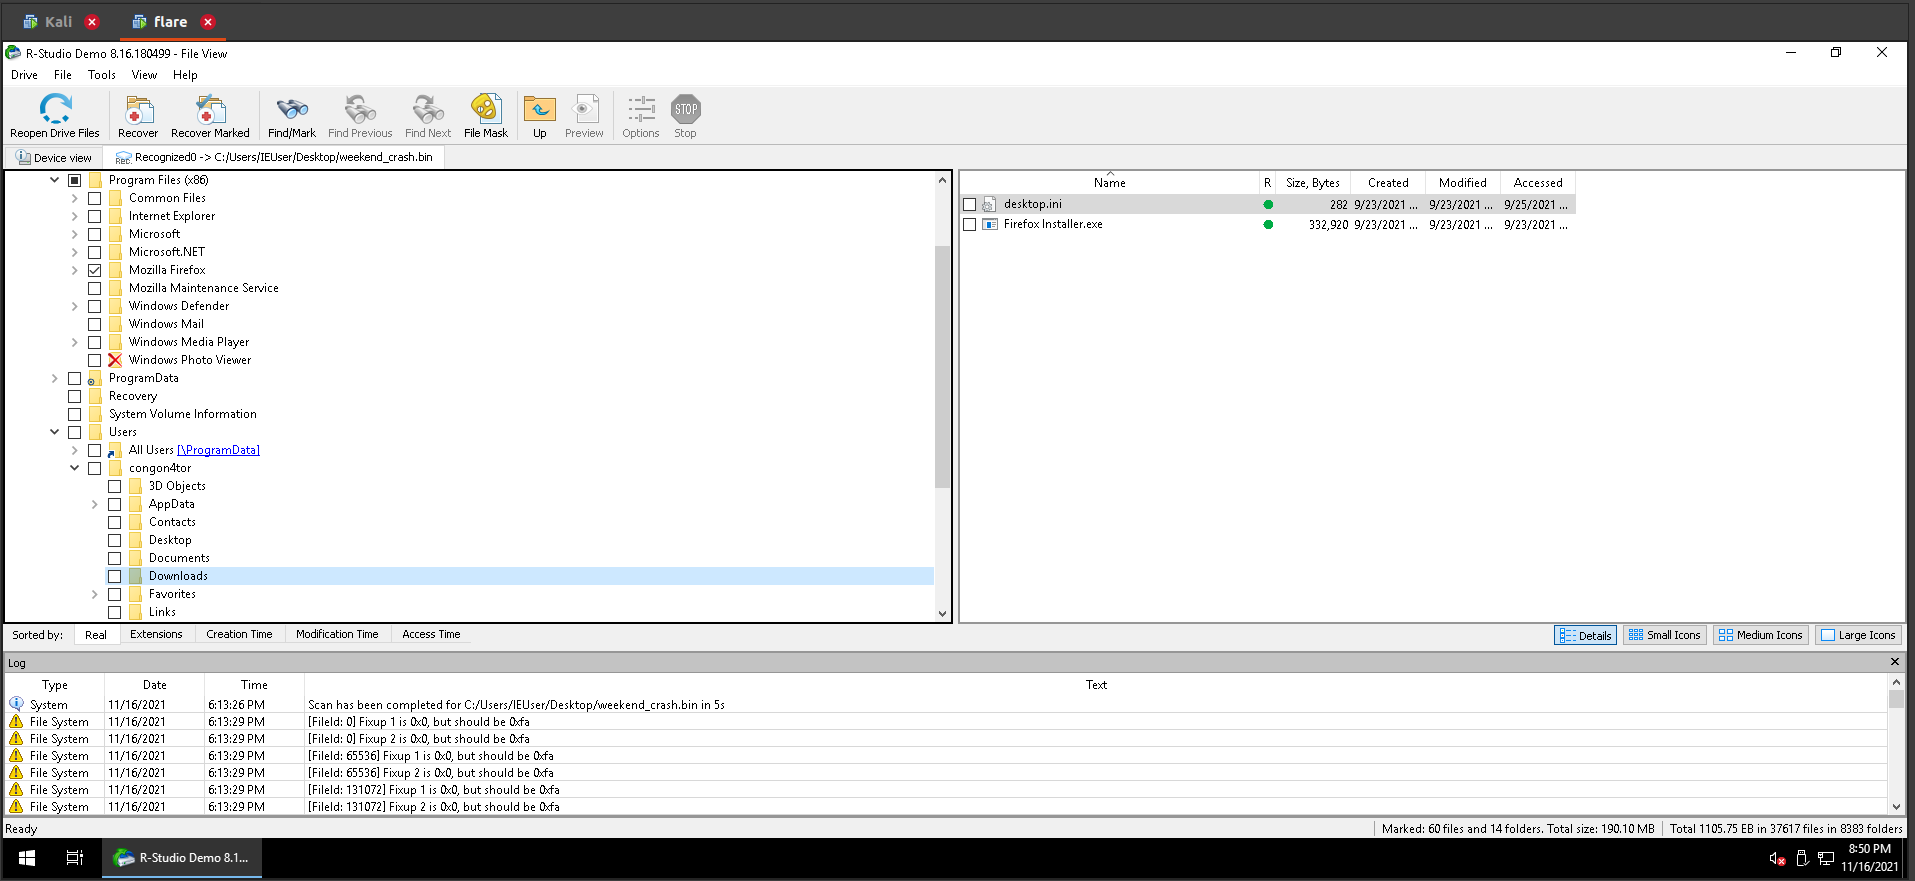 Kali flare
R-Studio Demo 8.16.180499 - File View
Drive File Tools View Help
Reopen Drive Files Recover Recover Marked Find/Mark Find Previous Find Next File Mask Up Preview Options STOP Stop
Device view REC Recognized0 -> C:/Users/IEUser/Desktop/weekend_crash.bin
Program Files (x86)
Common Files
Internet Explorer
Microsoft
Microsoft.NET
Mozilla Firefox
Mozilla Maintenance Service
Windows Defender
Windows Mail
Windows Media Player
Windows Photo Viewer
ProgramData
Recovery
System Volume Information
Users
All Users [\ProgramData]
congon4tor
3D Objects
AppData
Contacts
Desktop
Documents
Downloads
Favorites
Links
Name R Size, Bytes Created Modified Accessed
desktop.ini 282 9/23/2021 ... 9/23/2021 ... 9/25/2021 ...
Firefox Installer.exe 332,920 9/23/2021 ... 9/23/2021 ... 9/23/2021 ...
Sorted by: Real Extensions Creation Time Modification Time Access Time Details Small Icons Medium Icons Large Icons
Log
Type Date Time Text
System 11/16/2021 6:13:26 PM Scan has been completed for C:/Users/IEUser/Desktop/weekend_crash.bin in 5s
File System 11/16/2021 6:13:29 PM [FileId: 0] Fixup 1 is 0x0, but should be 0xfa
File System 11/16/2021 6:13:29 PM [FileId: 0] Fixup 2 is 0x0, but should be 0xfa
File System 11/16/2021 6:13:29 PM [FileId: 65536] Fixup 1 is 0x0, but should be 0xfa
File System 11/16/2021 6:13:29 PM [FileId: 65536] Fixup 2 is 0x0, but should be 0xfa
File System 11/16/2021 6:13:29 PM [FileId: 131072] Fixup 1 is 0x0, but should be 0xfa
File System 11/16/2021 6:13:29 PM [FileId: 131072] Fixup 2 is 0x0, but should be 0xfa
Ready Marked: 60 files and 14 folders. Total size: 190.10 MB Total 1105.75 EB in 37617 files in 8383 folders
R-Studio Demo 8.1... 8:50 PM
11/16/2021